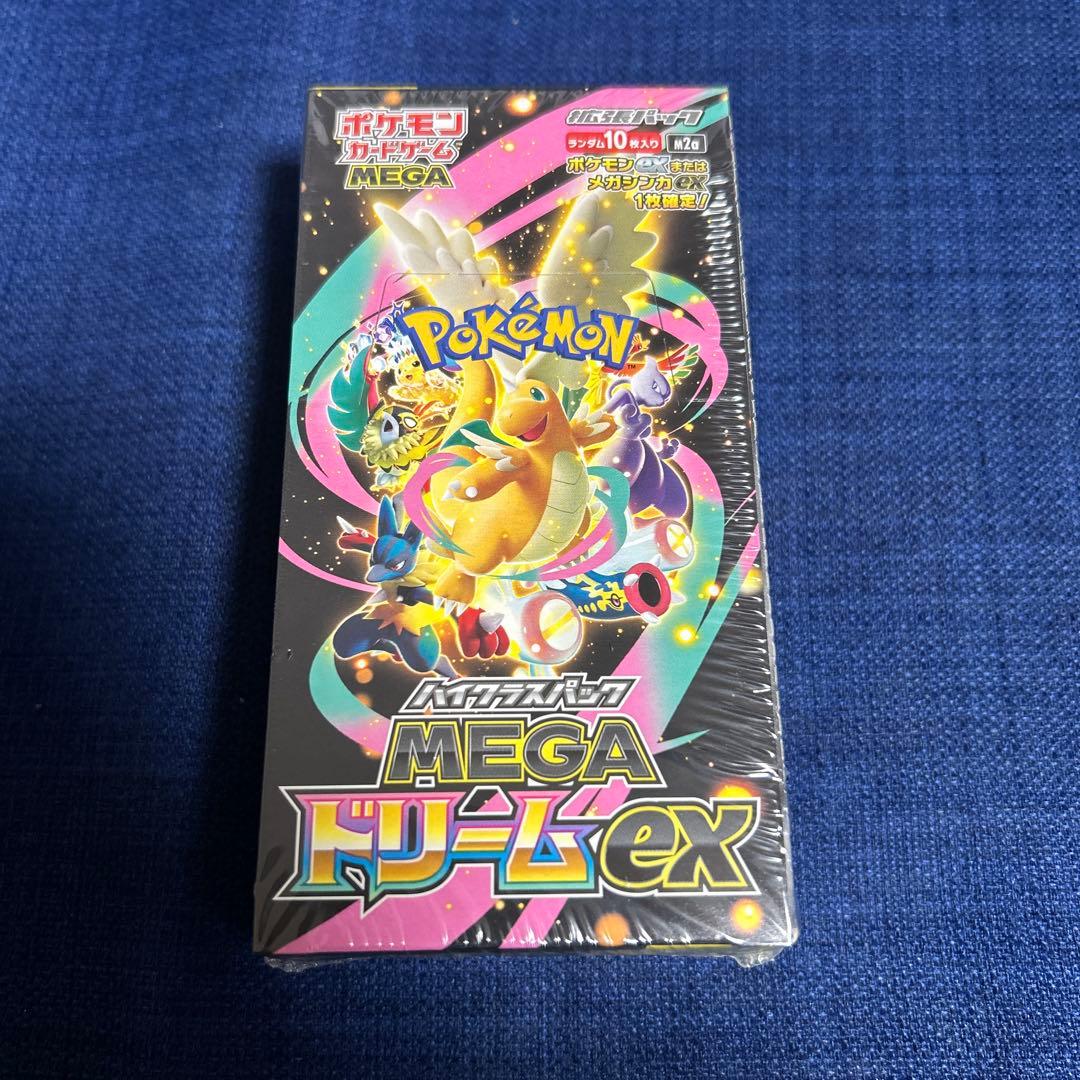 ポケモン
カードゲーム™
MEGA
拡張パック
ランダム10枚入り M2a
ポケモンexまたは
メガシンカex
1枚確定!
POKÉMON™
ハイクラスパック
MEGA
ドリームex